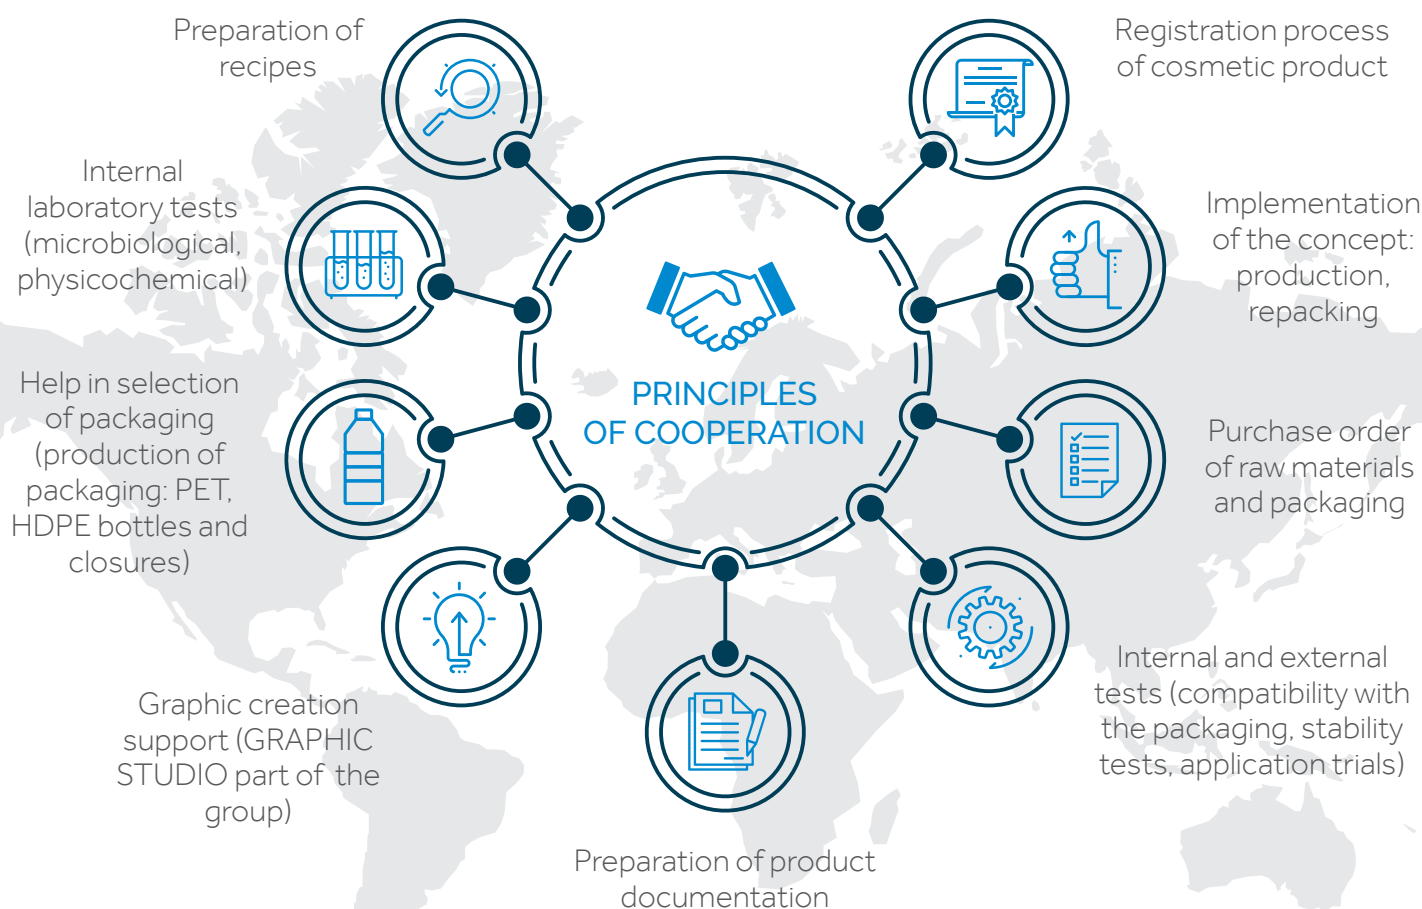 Preparation of
recipes
Internal
laboratory tests
(microbiological,
physicochemical)
Help in selection
of packaging
(production of
packaging: PET,
HDPE bottles and
closures)
Graphic creation
support (GRAPHIC
STUDIO part of the
group)
PRINCIPLES
OF COOPERATION
Preparation of product
documentation
Registration process
of cosmetic product
Implementation
of the concept:
production,
repacking
Purchase order
of raw materials
and packaging
Internal and external
tests (compatibility with
the packaging, stability
tests, application trials)